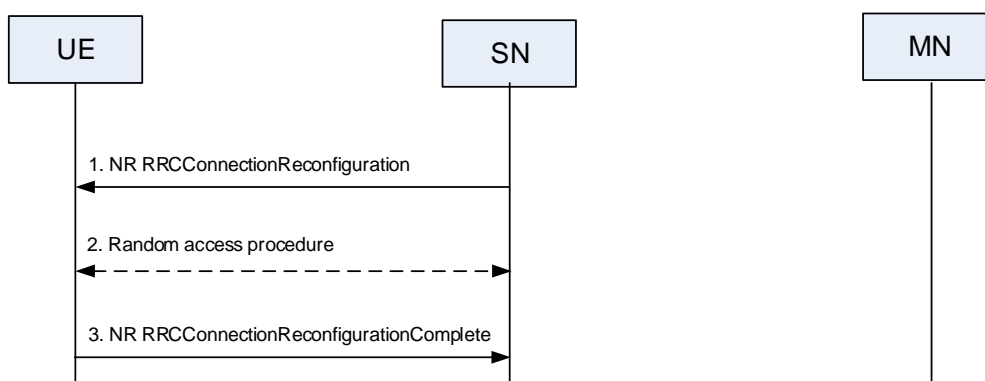 UE
SN
MN
1. NR RRCConnectionReconfiguration
2. Random access procedure
3. NR RRCConnectionReconfigurationComplete